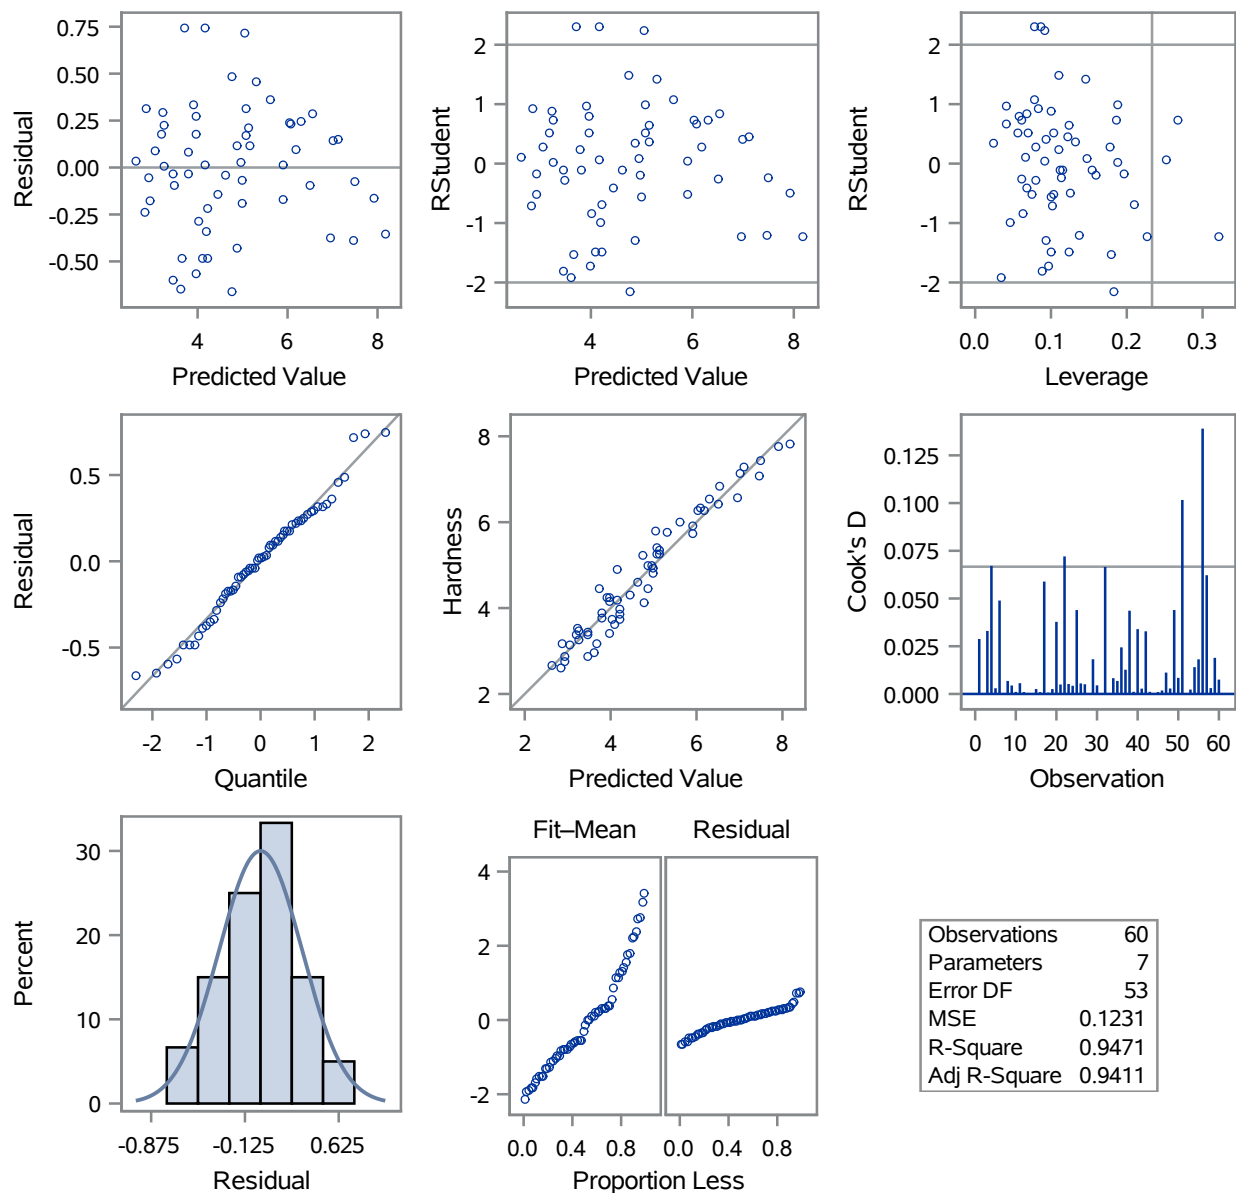 0.75
0.50
0.25
0.00
-0.25
-0.50
Residual
4 6 8
Predicted Value
2
1
0
-1
-2
RStudent
4 6 8
Predicted Value
2
1
0
-1
-2
RStudent
0.0 0.1 0.2 0.3
Leverage
0.5
0.0
-0.5
Residual
-2 -1 0 1 2
Quantile
8
6
4
2
Hardness
2 4 6 8
Predicted Value
0.125
0.100
0.075
0.050
0.025
0.000
Cook's D
0 10 20 30 40 50 60
Observation
30
20
10
0
Percent
-0.875 -0.125 0.625
Residual
Fit–Mean Residual
4
2
0
-2
0.0 0.4 0.8 0.0 0.4 0.8
Proportion Less
Observations 60
Parameters 7
Error DF 53
MSE 0.1231
R-Square 0.9471
Adj R-Square 0.9411